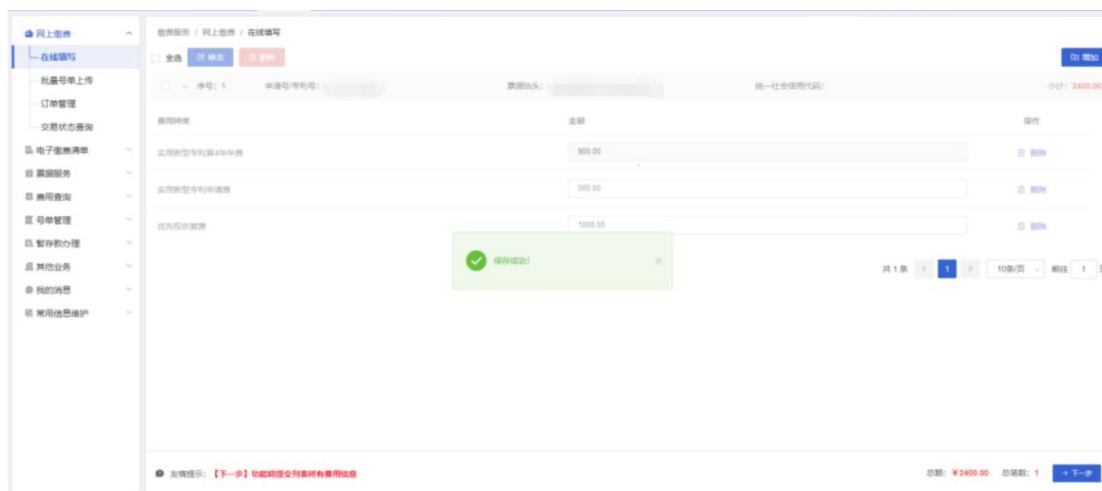 网上缴费
在线填写
批量号单上传
订单管理
交易状态查询
电子缴费清单
票据服务
费用查询
号单管理
暂存款办理
其他业务
我的消息
常用信息维护
缴费服务 / 网上缴费 / 在线填写
全选 修改 删除 增加
序号: 1 申请号/专利号: 票据抬头: 统一社会信用代码: 小计: 2400.00
费用种类 金额 操作
实用新型专利第4年年费 900.00 删除
实用新型专利申请费 500.00 删除
优先权恢复费 1000.00 删除
保存成功!
共 1 条 1 10条/页 前往 1
友情提示: 【下一步】功能将提交列表所有费用信息
总额: ¥2400.00 总笔数: 1 下一步